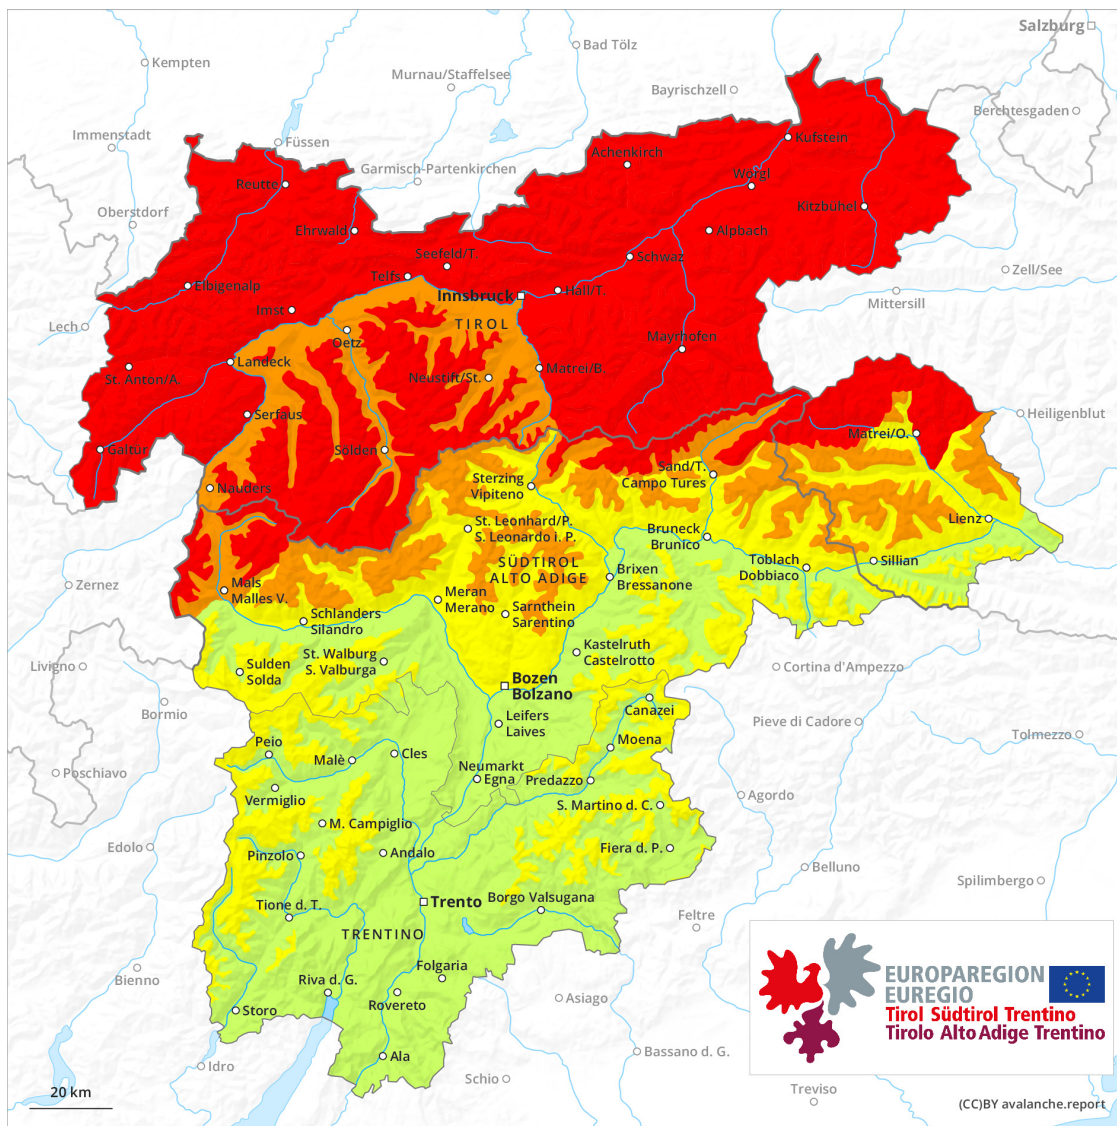 Salzburg
Bad Tölz
Kempten
Murnau/Staffelsee
Bayrischzell
Berchtesgaden
Immenstadt
Füssen
Kufstein
Achenkirch
Garmisch-Partenkirchen
Wörgl
Reutte
Oberstdorf
Kitzbühel
Ehrwald
Alpbach
Seefeld/T.
Schwaz
Telfs
Zell/See
Elbigenalp
Innsbruck
Hall/T.
Mittersill
Imst
Lech
TIROL
Oetz
Mayrhofen
Landeck
Matrei/B.
St. Anton/A.
Neustift/St.
Serfaus
Heiligenblut
Matrei/O.
Galtür
Sölden
Sand/T.
Campo Tures
Sterzing
Vipiteno
Nauders
St. Leonhard/P.
S. Leonardo i. P.
Lienz
Bruneck
Brunico
SÜDTIROL
ALTO ADIGE
Toblach
Dobbiaco
Sillian
Zernez
Mals
Malles V.
Brixen
Bressanone
Meran
Merano
Sarnthein
Sarentino
Schlanders
Silandro
Kastelruth
Castelrotto
St. Walburg
S. Valburga
Livigno
Sulden
Solda
Cortina d'Ampezzo
Bozen
Bolzano
Bormio
Canazei
Leifers
Laives
Pieve di Cadore
Tolmezzo
Peio
Moena
Malè
Cles
Poschiavo
Neumarkt
Egna
Predazzo
Vermiglio
Agordo
S. Martino d. C.
M. Campiglio
Edolo
Pinzolo
Andalo
Fiera d. P.
Belluno
Spilimbergo
Trento
Borgo Valsugana
Tione d. T.
Feltre
TRENTINO
Folgaria
Bienno
Riva d. G.
Rovereto
Asiago
Storo
EUROPAREGION
EUREGIO
Tirol Südtirol Trentino
Tirolo Alto Adige Trentino
Ala
Bassano d. G.
Idro
Schio
Treviso
20 km
(CC)BY avalanche.report